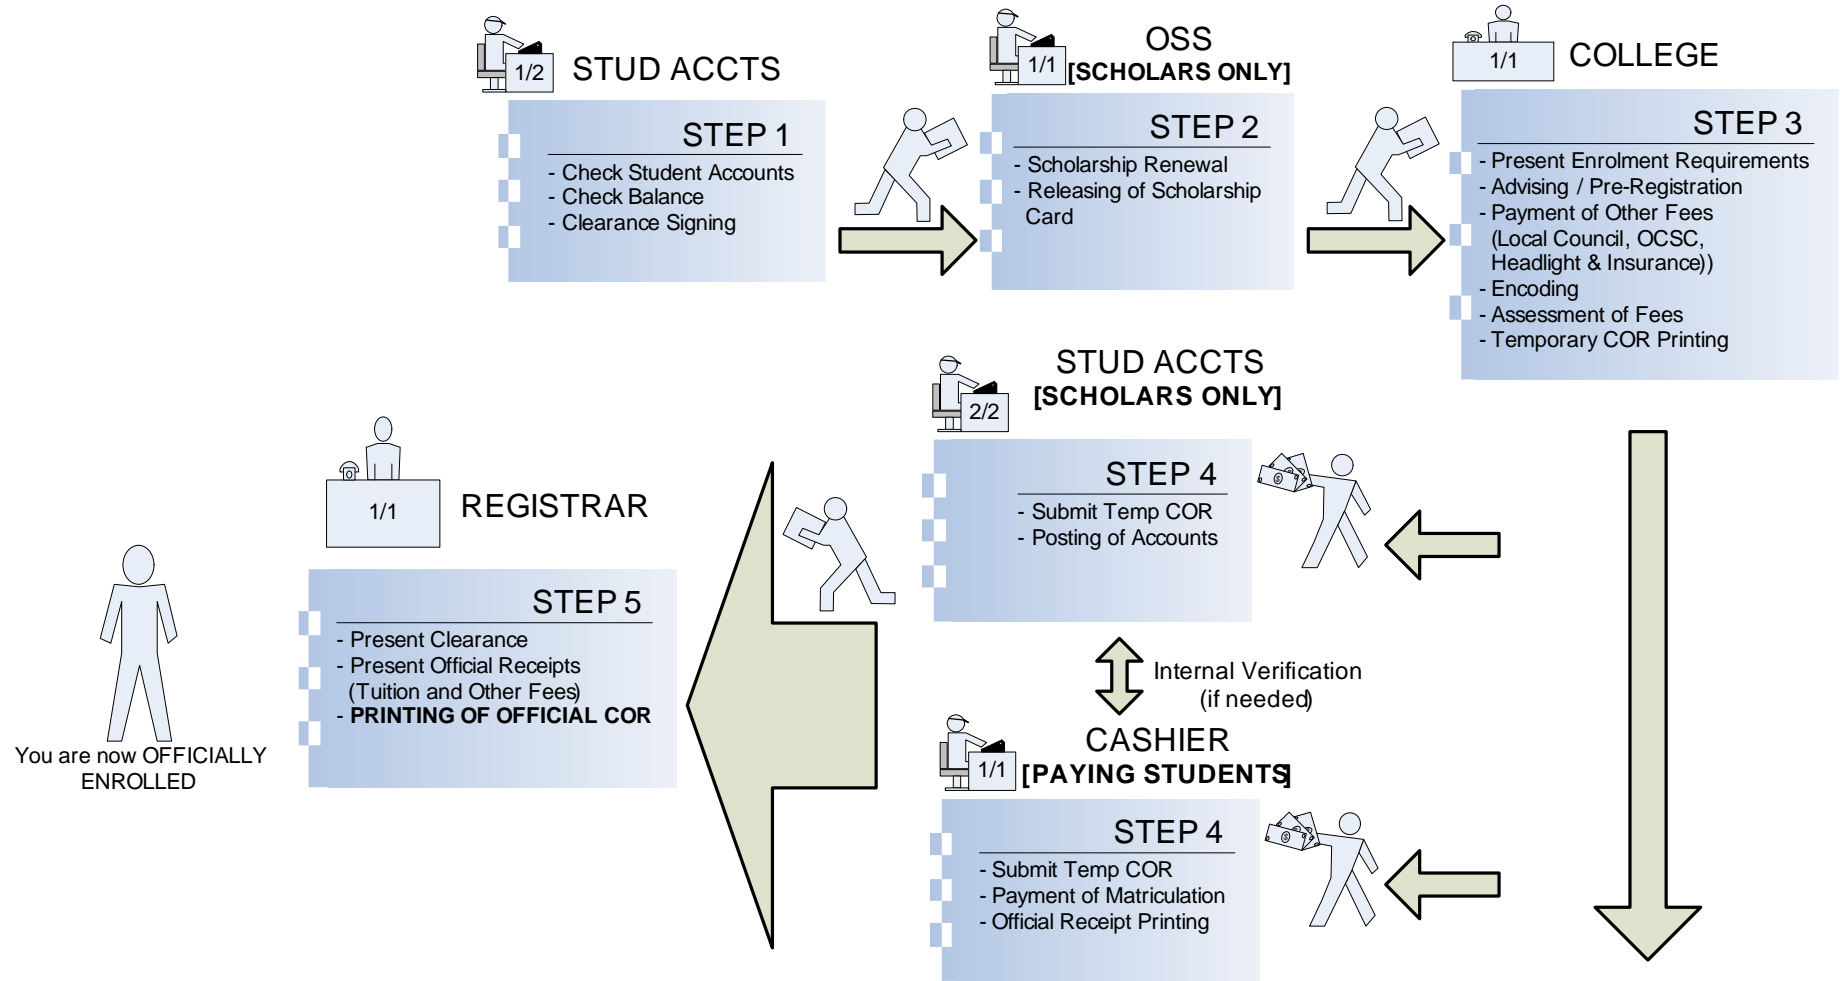 1/2
STUD ACCTS
STEP 1
- Check Student Accounts
- Check Balance
- Clearance Signing
1/1
OSS
[SCHOLARS ONLY]
STEP 2
- Scholarship Renewal
- Releasing of Scholarship
Card
1/1
COLLEGE
STEP 3
- Present Enrolment Requirements
- Advising / Pre-Registration
- Payment of Other Fees
(Local Council, OCSC,
Headlight & Insurance))
- Encoding
- Assessment of Fees
- Temporary COR Printing
2/2
STUD ACCTS
[SCHOLARS ONLY]
STEP 4
- Submit Temp COR
- Posting of Accounts
Internal Verification
(if needed)
1/1
CASHIER
[PAYING STUDENTS]
STEP 4
- Submit Temp COR
- Payment of Matriculation
- Official Receipt Printing
1/1
REGISTRAR
STEP 5
- Present Clearance
- Present Official Receipts
(Tuition and Other Fees)
- PRINTING OF OFFICIAL COR
You are now OFFICIALLY
ENROLLED